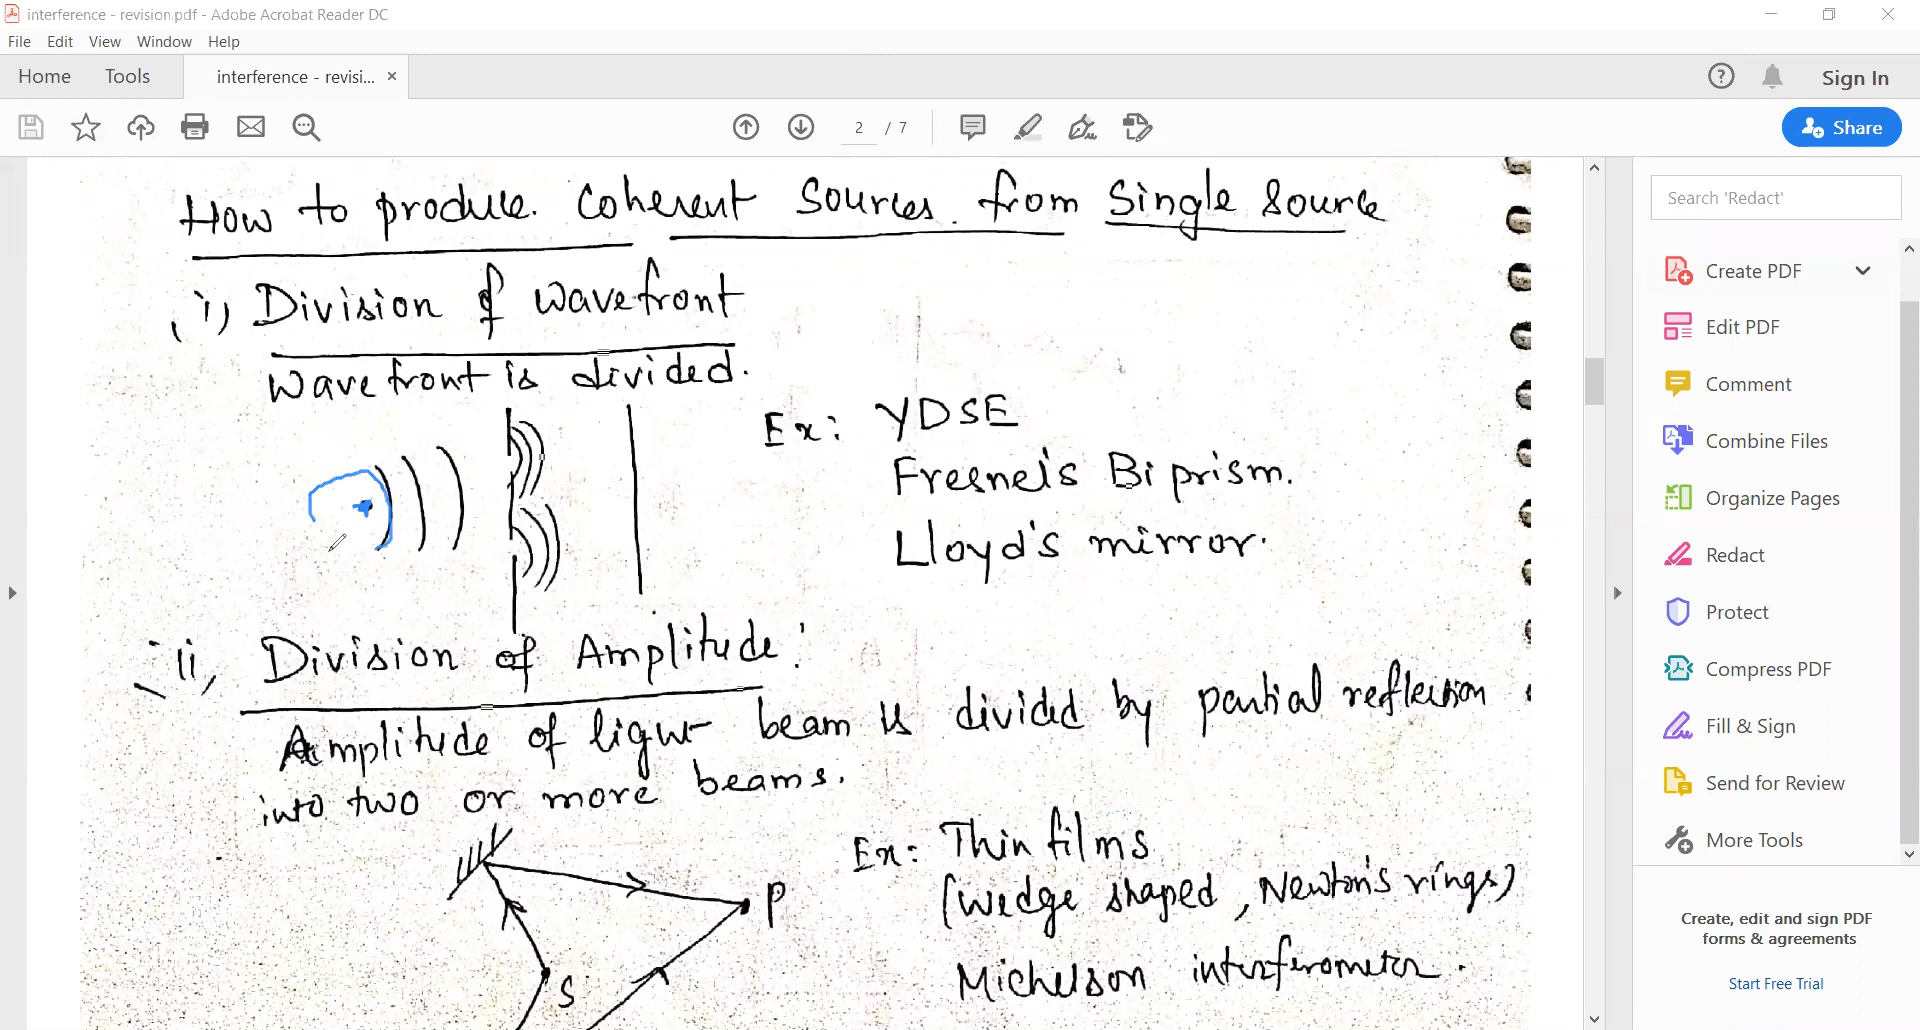 interference - revision.pdf - Adobe Acrobat Reader DC
File Edit View Window Help
Home Tools interference - revisi... ×
? Sign In
2 / 7
Share
How to produce. Coherent Sources. from Single Source
i) Division of wavefront
Wavefront is divided.
Ex: YDSE
Fresnel's Bi prism.
Lloyd's mirror.
ii) Division of Amplitude:
Amplitude of light beam is divided by partial reflection
into two or more beams.
Ex: Thin films
(wedge shaped, Newton's rings)
Michelson interferometer.
P
S
Search 'Redact'
Create PDF
Edit PDF
Comment
Combine Files
Organize Pages
Redact
Protect
Compress PDF
Fill & Sign
Send for Review
More Tools
Create, edit and sign PDF
forms & agreements
Start Free Trial